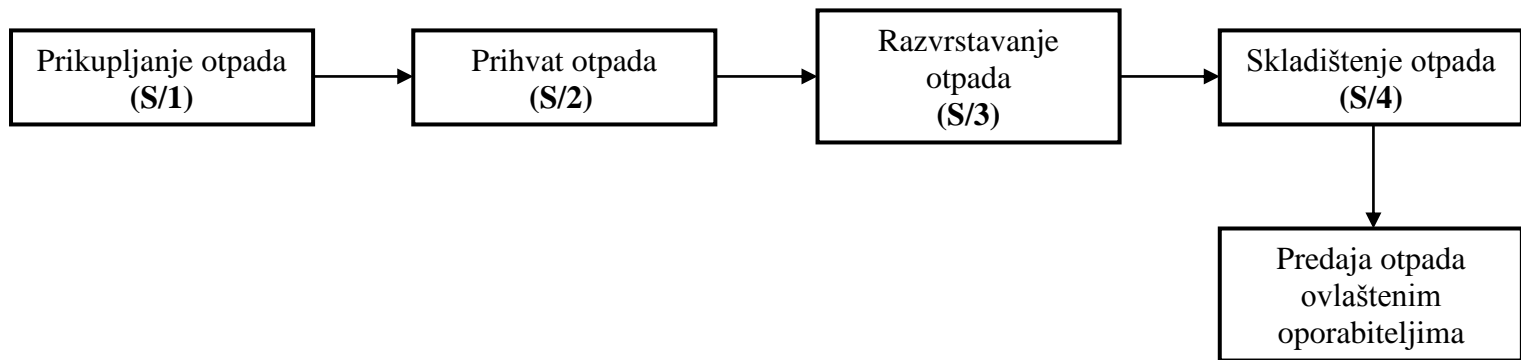 Prikupljanje otpada
(S/1)
Prihvat otpada
(S/2)
Razvrstavanje
otpada
(S/3)
Skladištenje otpada
(S/4)
Predaja otpada
ovlaštenim
oporabiteljima